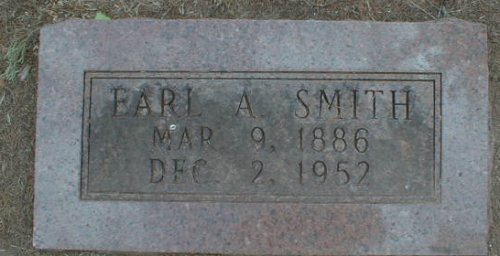 EARL A. SMITH
MAR 9, 1886
DEC. 2, 1952